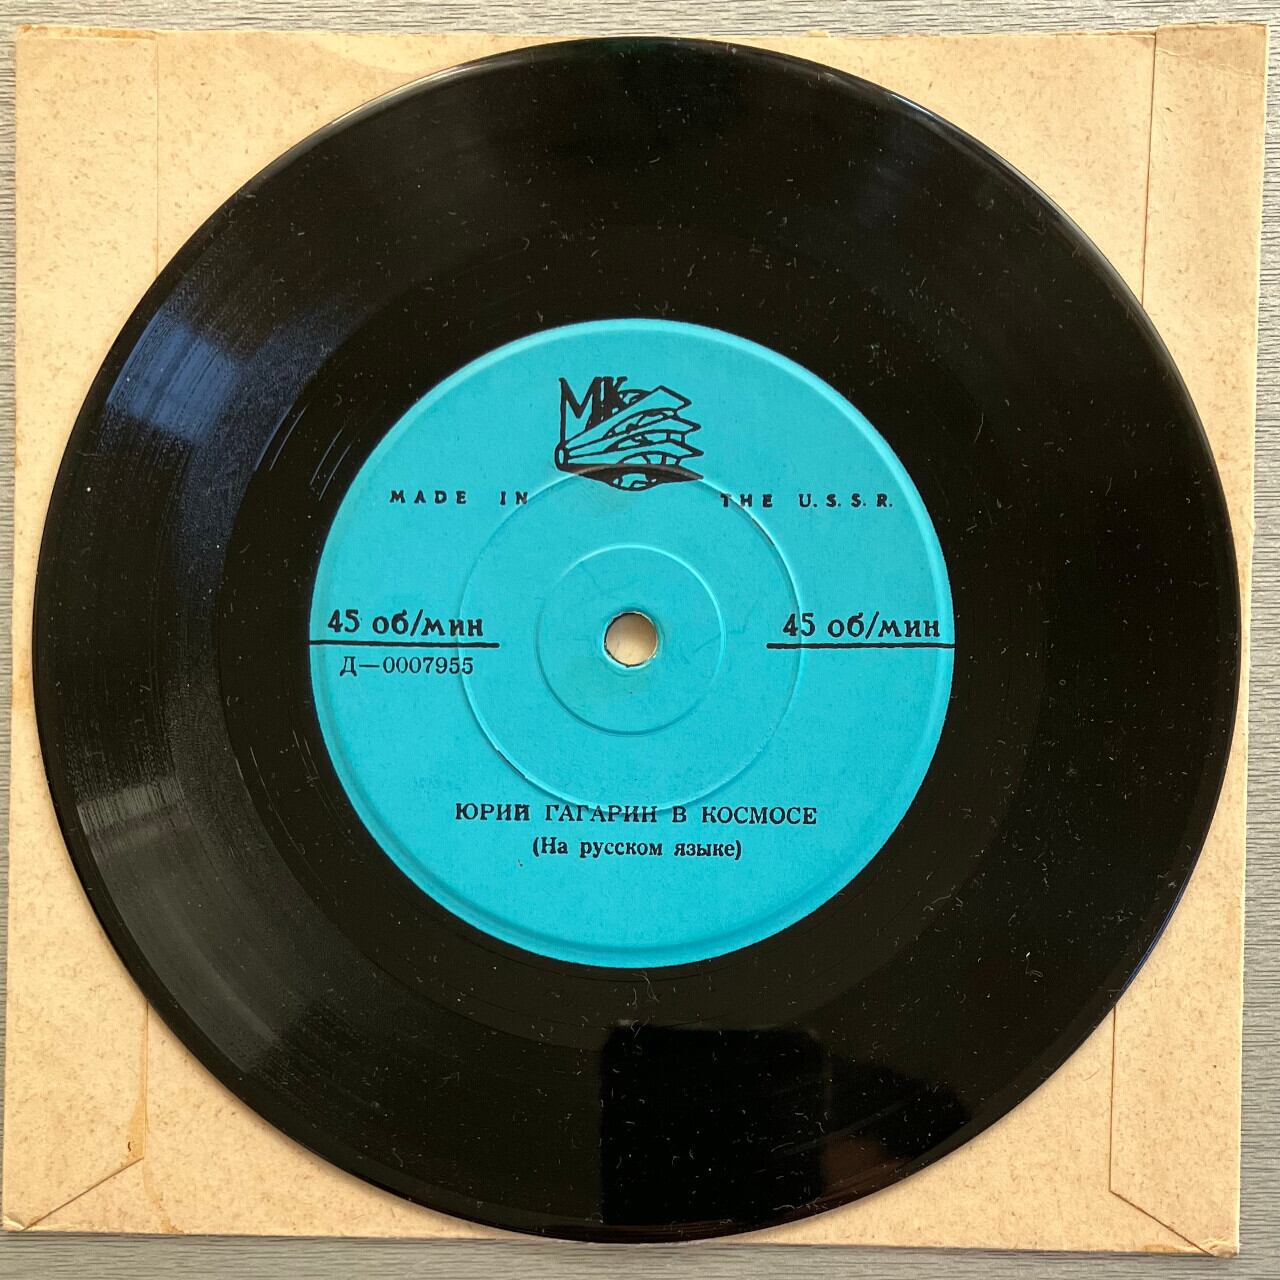 МК
MADE IN THE U.S.S.R.
45 об/мин 45 об/мин
Д—0007955
ЮРИЙ ГАГАРИН В КОСМОСЕ
(На русском языке)